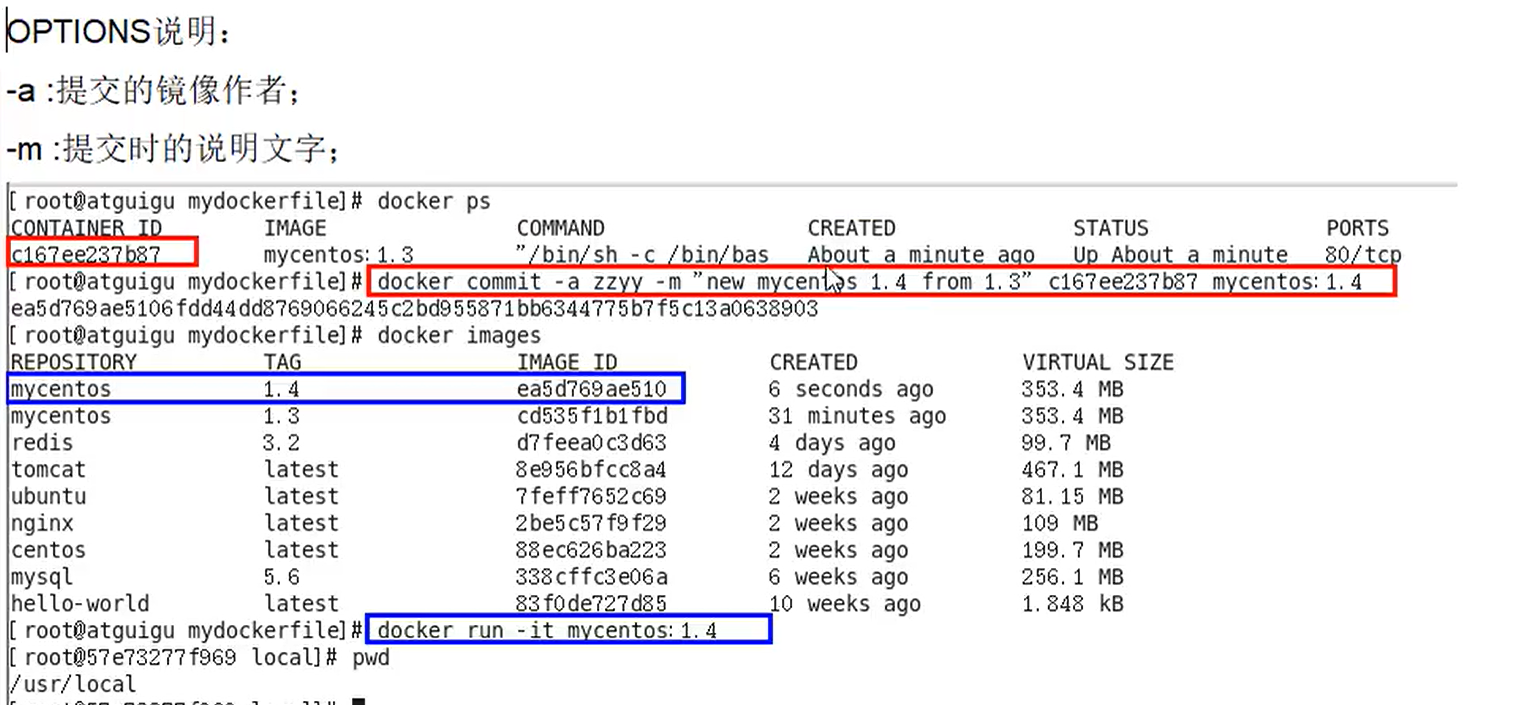 OPTIONS说明：
-a :提交的镜像作者；
-m :提交时的说明文字；
[root@atguigu mydockerfile]# docker ps
CONTAINER ID IMAGE COMMAND CREATED STATUS PORTS
c167ee237b87 mycentos:1.3 "/bin/sh -c /bin/bas About a minute ago Up About a minute 80/tcp
[root@atguigu mydockerfile]# docker commit -a zzyy -m "new mycentos 1.4 from 1.3" c167ee237b87 mycentos:1.4
ea5d769ae5106fdd44dd8769066245c2bd955871bb6344775b7f5c13a0638903
[root@atguigu mydockerfile]# docker images
REPOSITORY TAG IMAGE ID CREATED VIRTUAL SIZE
mycentos 1.4 ea5d769ae510 6 seconds ago 353.4 MB
mycentos 1.3 cd535f1b1fbd 31 minutes ago 353.4 MB
redis 3.2 d7feea0c3d63 4 days ago 99.7 MB
tomcat latest 8e956bfcc8a4 12 days ago 467.1 MB
ubuntu latest 7feff7652c69 2 weeks ago 81.15 MB
nginx latest 2be5c57f9f29 2 weeks ago 109 MB
centos latest 88ec626ba223 2 weeks ago 199.7 MB
mysql 5.6 338cffc3e06a 6 weeks ago 256.1 MB
hello-world latest 83f0de727d85 10 weeks ago 1.848 kB
[root@atguigu mydockerfile]# docker run -it mycentos:1.4
[root@57e73277f969 local]# pwd
/usr/local